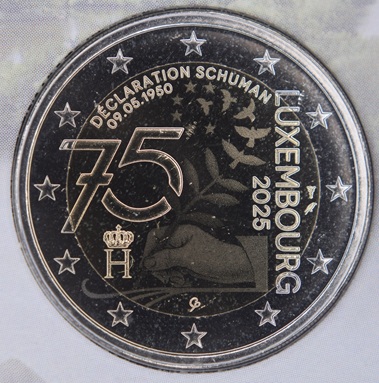 DÉCLARATION SCHUMAN
09.05.1950
75
LUXEMBOURG
2025
H